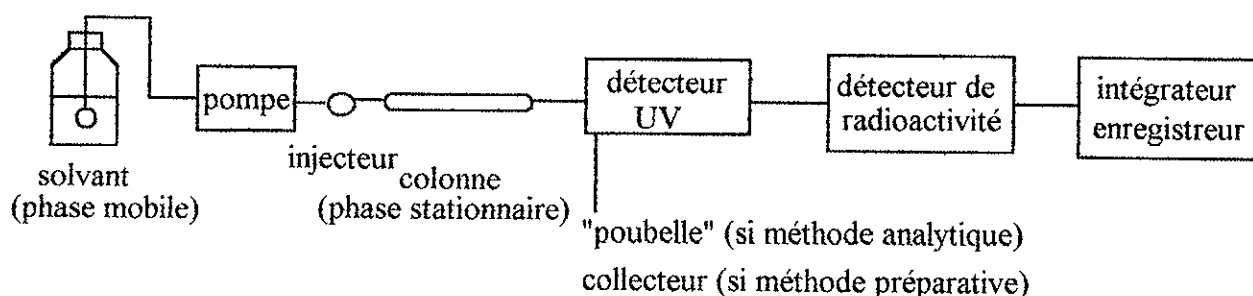 solvant
(phase mobile)
pompe
injecteur
colonne
(phase stationnaire)
détecteur
UV
"poubelle" (si méthode analytique)
collecteur (si méthode préparative)
détecteur de
radioactivité
intégrateur
enregistreur